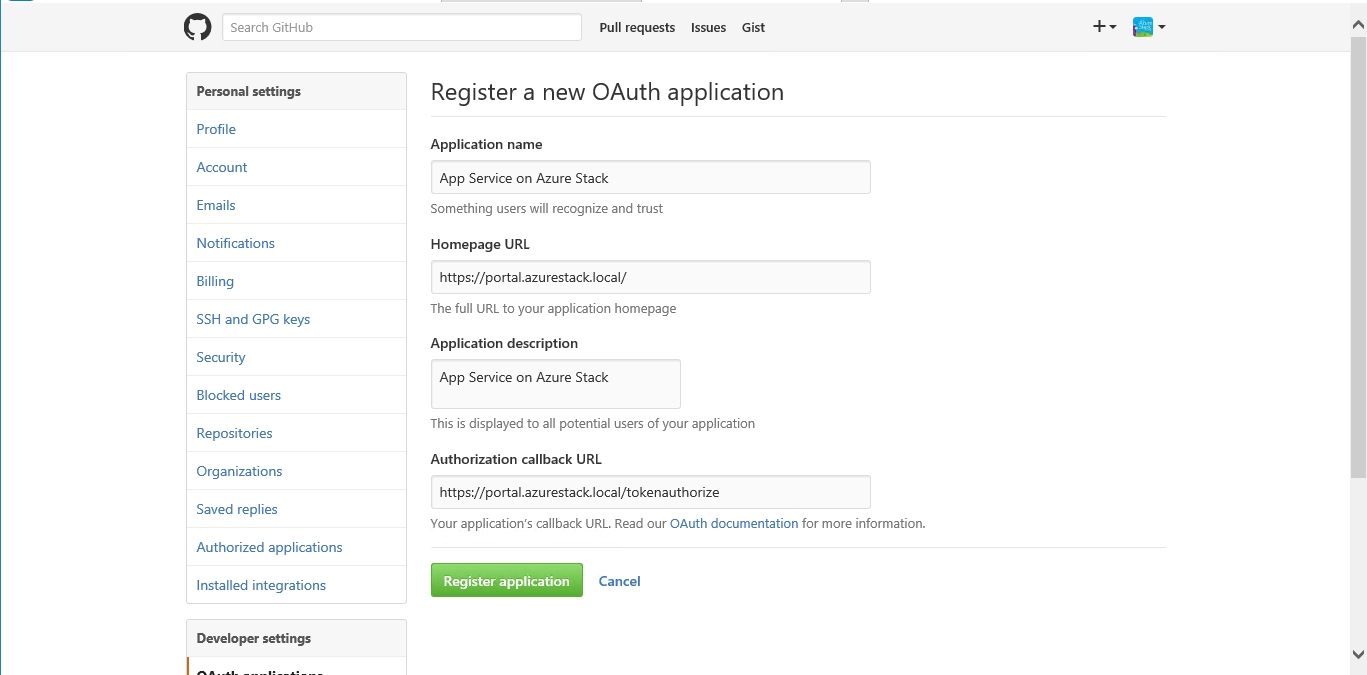 Search GitHub
Pull requests
Issues
Gist
Personal settings
Profile
Account
Emails
Notifications
Billing
SSH and GPG keys
Security
Blocked users
Repositories
Organizations
Saved replies
Authorized applications
Installed integrations
Developer settings
OAuth applications
Register a new OAuth application
Application name
App Service on Azure Stack
Something users will recognize and trust
Homepage URL
https://portal.azurestack.local/
The full URL to your application homepage
Application description
App Service on Azure Stack
This is displayed to all potential users of your application
Authorization callback URL
https://portal.azurestack.local/tokenauthorize
Your application's callback URL. Read our OAuth documentation for more information.
Register application
Cancel